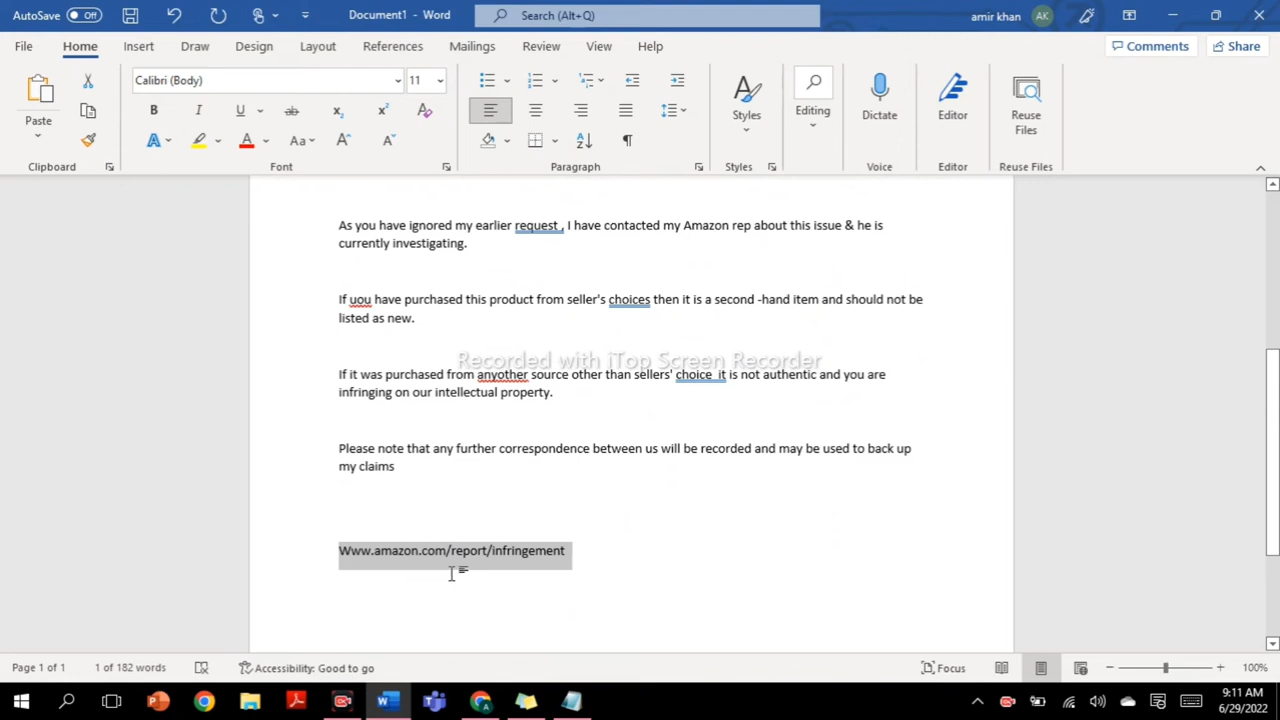 AutoSave Off Document1 - Word Search (Alt+Q) amir khan AK
File Home Insert Draw Design Layout References Mailings Review View Help Comments Share
Calibri (Body) 11
Paste
Styles
Editing
Dictate
Editor
Reuse Files
Clipboard Font Paragraph Styles Voice Editor Reuse Files
As you have ignored my earlier request , I have contacted my Amazon rep about this issue & he is
currently investigating.
If uou have purchased this product from seller's choices then it is a second -hand item and should not be
listed as new.
Recorded with iTop Screen Recorder
If it was purchased from anyother source other than sellers' choice it is not authentic and you are
infringing on our intellectual property.
Please note that any further correspondence between us will be recorded and may be used to back up
my claims
Www.amazon.com/report/infringement
Page 1 of 1 1 of 182 words Accessibility: Good to go Focus 100%
9:11 AM
6/29/2022